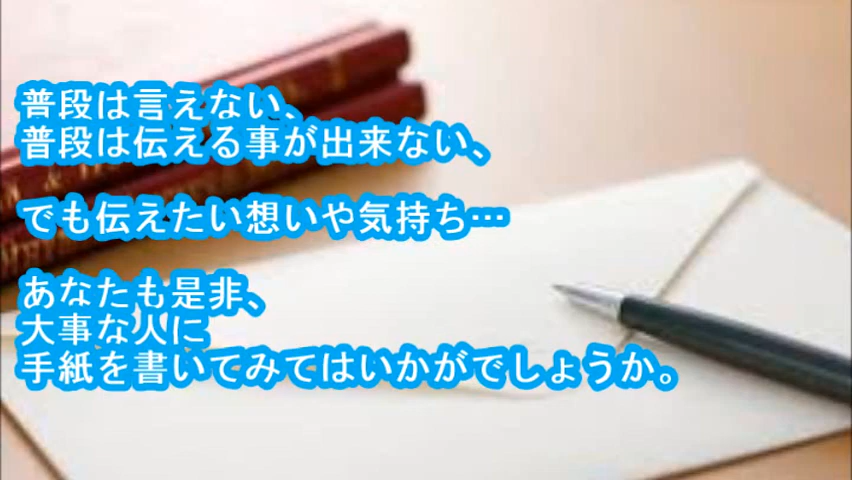 普段は言えない、
普段は伝える事が出来ない、
でも伝えたい想いや気持ち…
あなたも是非、
大事な人に
手紙を書いてみてはいかがでしょうか。